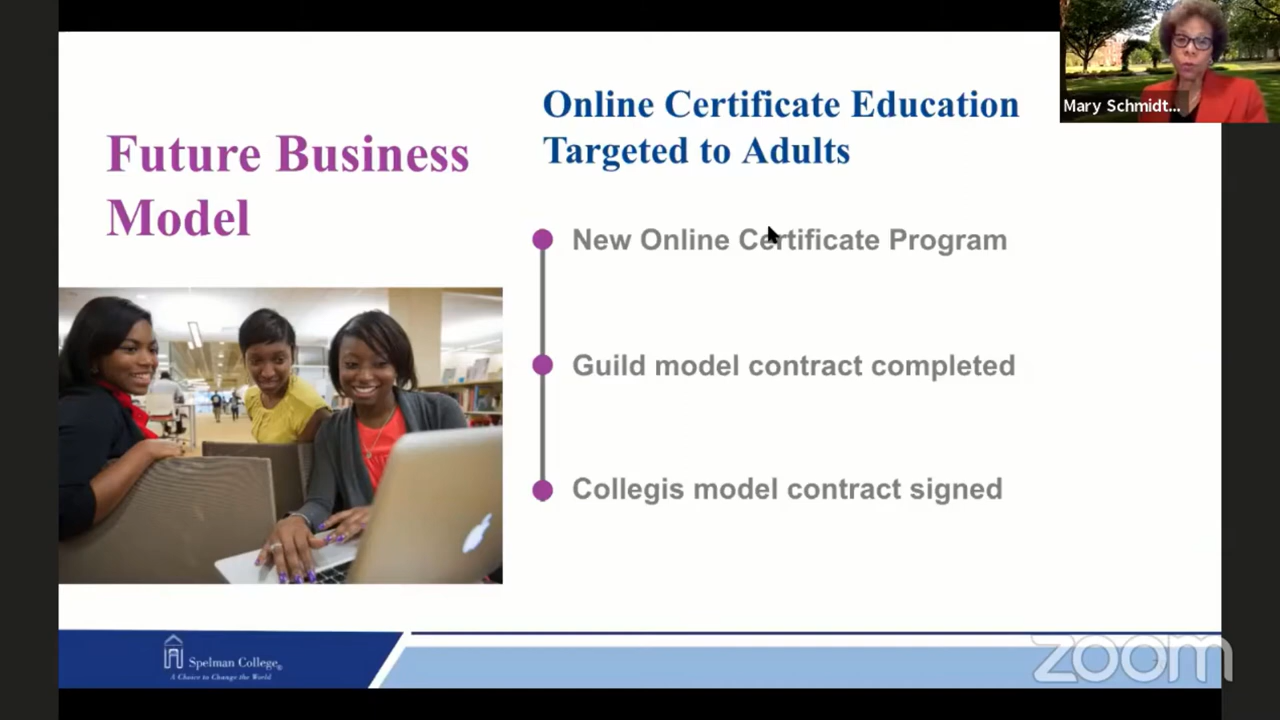 Future Business
Model
Online Certificate Education
Targeted to Adults
New Online Certificate Program
Guild model contract completed
Collegis model contract signed
Mary Schmidt...
Spelman College®
A Choice to Change the World
zoom